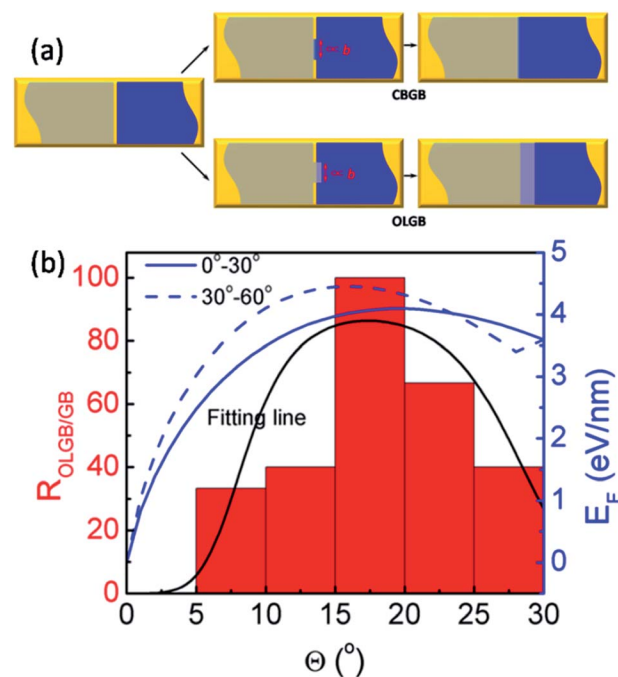 (a)
= b
CBGB
= b
OLGB
(b)
0°-30°
30°-60°
Fitting line
R_OLGB/GB
100
80
60
40
20
0
5
4
3
2
1
0
E_F (eV/nm)
0 5 10 15 20 25 30
Θ (°)